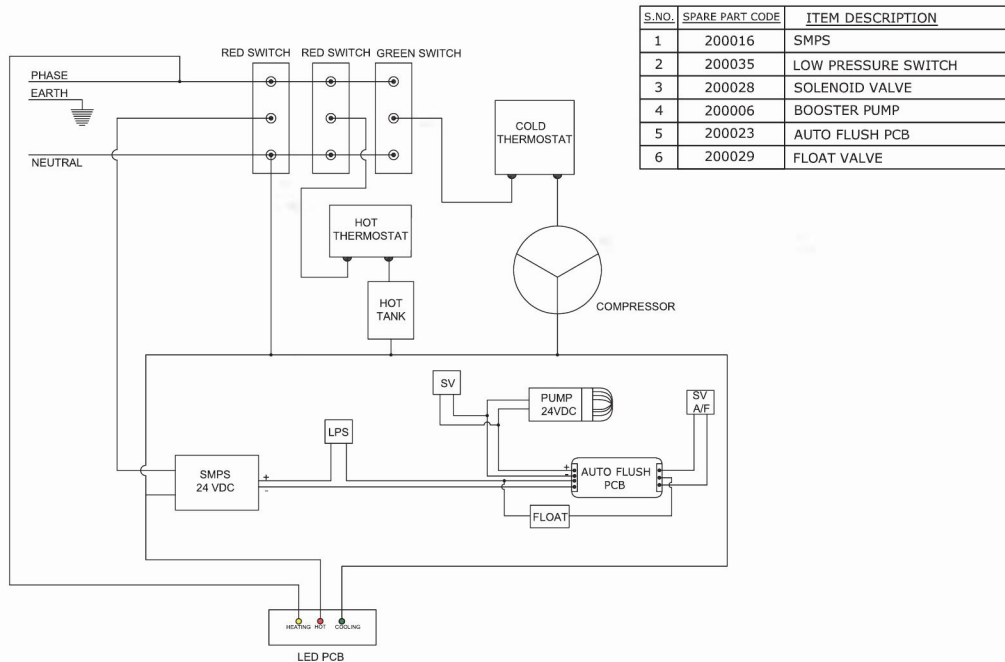 S.NO. SPARE PART CODE ITEM DESCRIPTION
1 200016 SMPS
2 200035 LOW PRESSURE SWITCH
3 200028 SOLENOID VALVE
4 200006 BOOSTER PUMP
5 200023 AUTO FLUSH PCB
6 200029 FLOAT VALVE
RED SWITCH RED SWITCH GREEN SWITCH
PHASE
EARTH
NEUTRAL
COLD
THERMOSTAT
HOT
THERMOSTAT
HOT
TANK
COMPRESSOR
SV
PUMP
24VDC
SV
A/F
LPS
SMPS
24 VDC
+
-
+
-
AUTO FLUSH
PCB
FLOAT
HEATING HOT COOLING
LED PCB